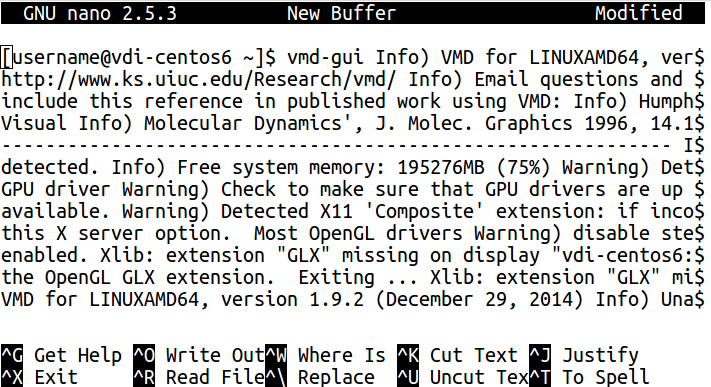 GNU nano 2.5.3 New Buffer Modified
[username@vdi-centos6 ~]$ vmd-gui Info) VMD for LINUXAMD64, ver$
http://www.ks.uiuc.edu/Research/vmd/ Info) Email questions and $
include this reference in published work using VMD: Info) Humph$
Visual Info) Molecular Dynamics', J. Molec. Graphics 1996, 14.1$
------------------------------------------------------------- I$
detected. Info) Free system memory: 195276MB (75%) Warning) Det$
GPU driver Warning) Check to make sure that GPU drivers are up $
available. Warning) Detected X11 'Composite' extension: if inco$
this X server option.  Most OpenGL drivers Warning) disable ste$
enabled. Xlib: extension "GLX" missing on display "vdi-centos6:$
the OpenGL GLX extension.  Exiting ... Xlib: extension "GLX" mi$
VMD for LINUXAMD64, version 1.9.2 (December 29, 2014) Info) Una$
^G Get Help ^O Write Out^W Where Is ^K Cut Text ^J Justify
^X Exit ^R Read File^\ Replace ^U Uncut Tex^T To Spell